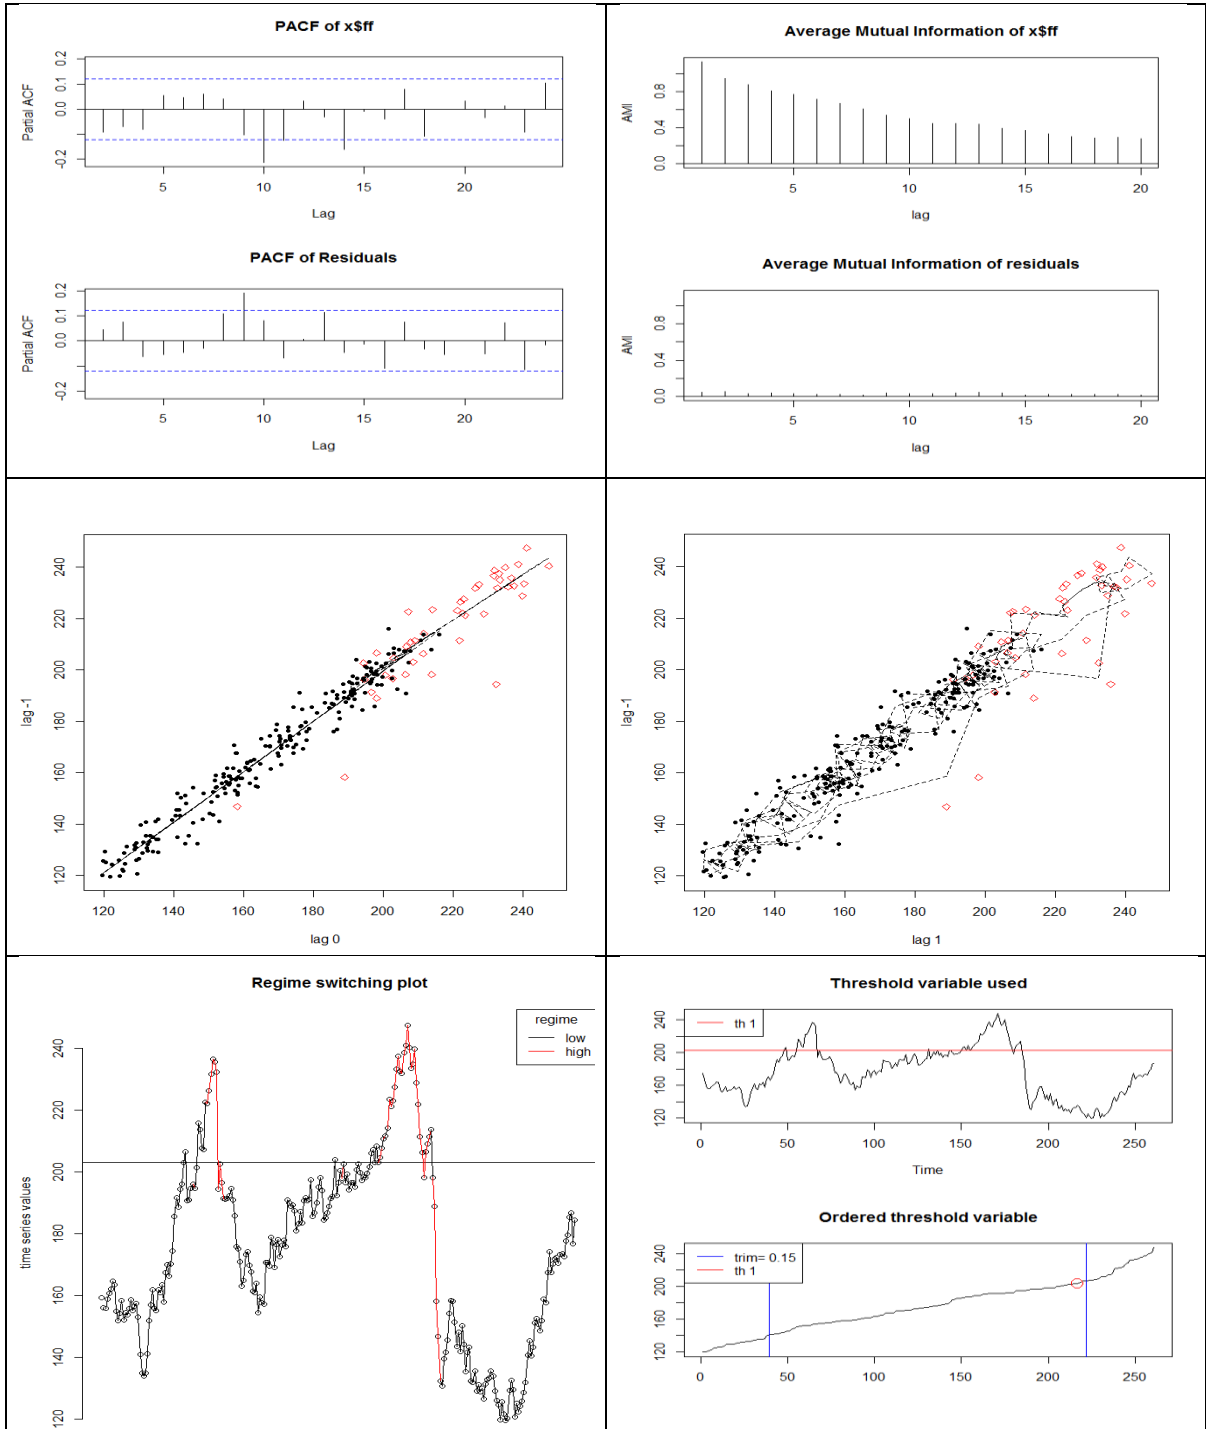 PACF of x$ff
Partial ACF
-0.2 0.0 0.1 0.2
5 10 15 20
Lag
PACF of Residuals
Partial ACF
-0.2 0.0 0.1 0.2
5 10 15 20
Lag
Average Mutual Information of x$ff
AMI
0.0 0.4 0.8
5 10 15 20
lag
Average Mutual Information of residuals
AMI
0.0 0.4 0.8
5 10 15 20
lag
lag -1
120 140 160 180 200 220 240
120 140 160 180 200 220 240
lag 0
lag -1
120 140 160 180 200 220 240
120 140 160 180 200 220 240
lag 1
Regime switching plot
regime
low
high
time series values
120 140 160 180 200 220 240
Threshold variable used
th 1
120 160 200 240
0 50 100 150 200 250
Time
Ordered threshold variable
trim= 0.15
th 1
120 160 200 240
0 50 100 150 200 250